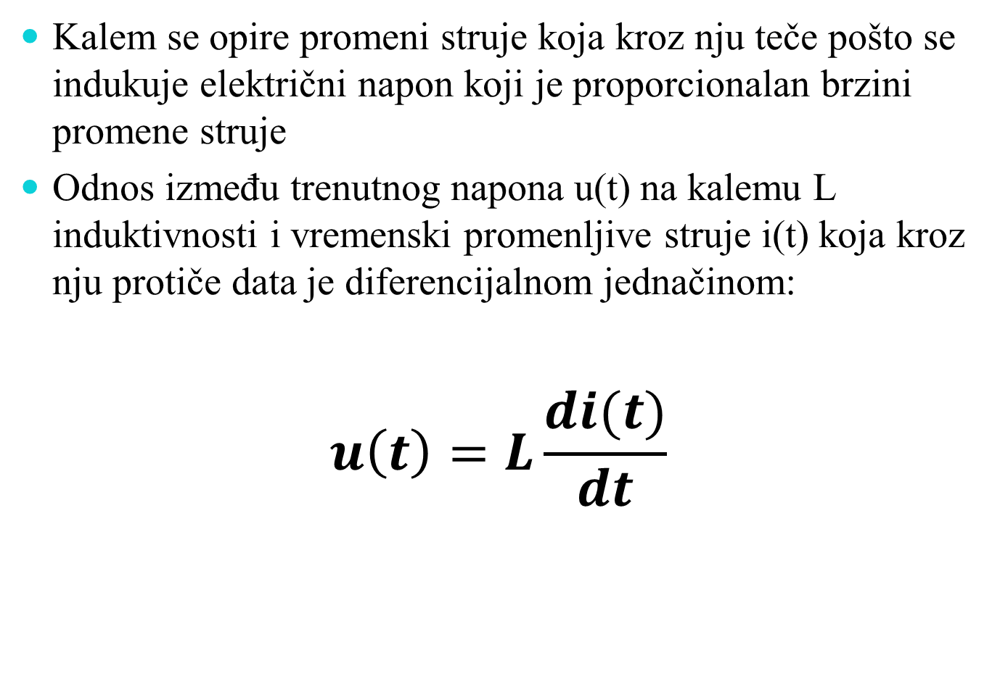 • Kalem se opire promeni struje koja kroz nju teče pošto se
indukuje električni napon koji je proporcionalan brzini
promene struje
• Odnos između trenutnog napona u(t) na kalemu L
induktivnosti i vremenski promenljive struje i(t) koja kroz
nju protiče data je diferencijalnom jednačinom:
u(t) = L di(t)/dt